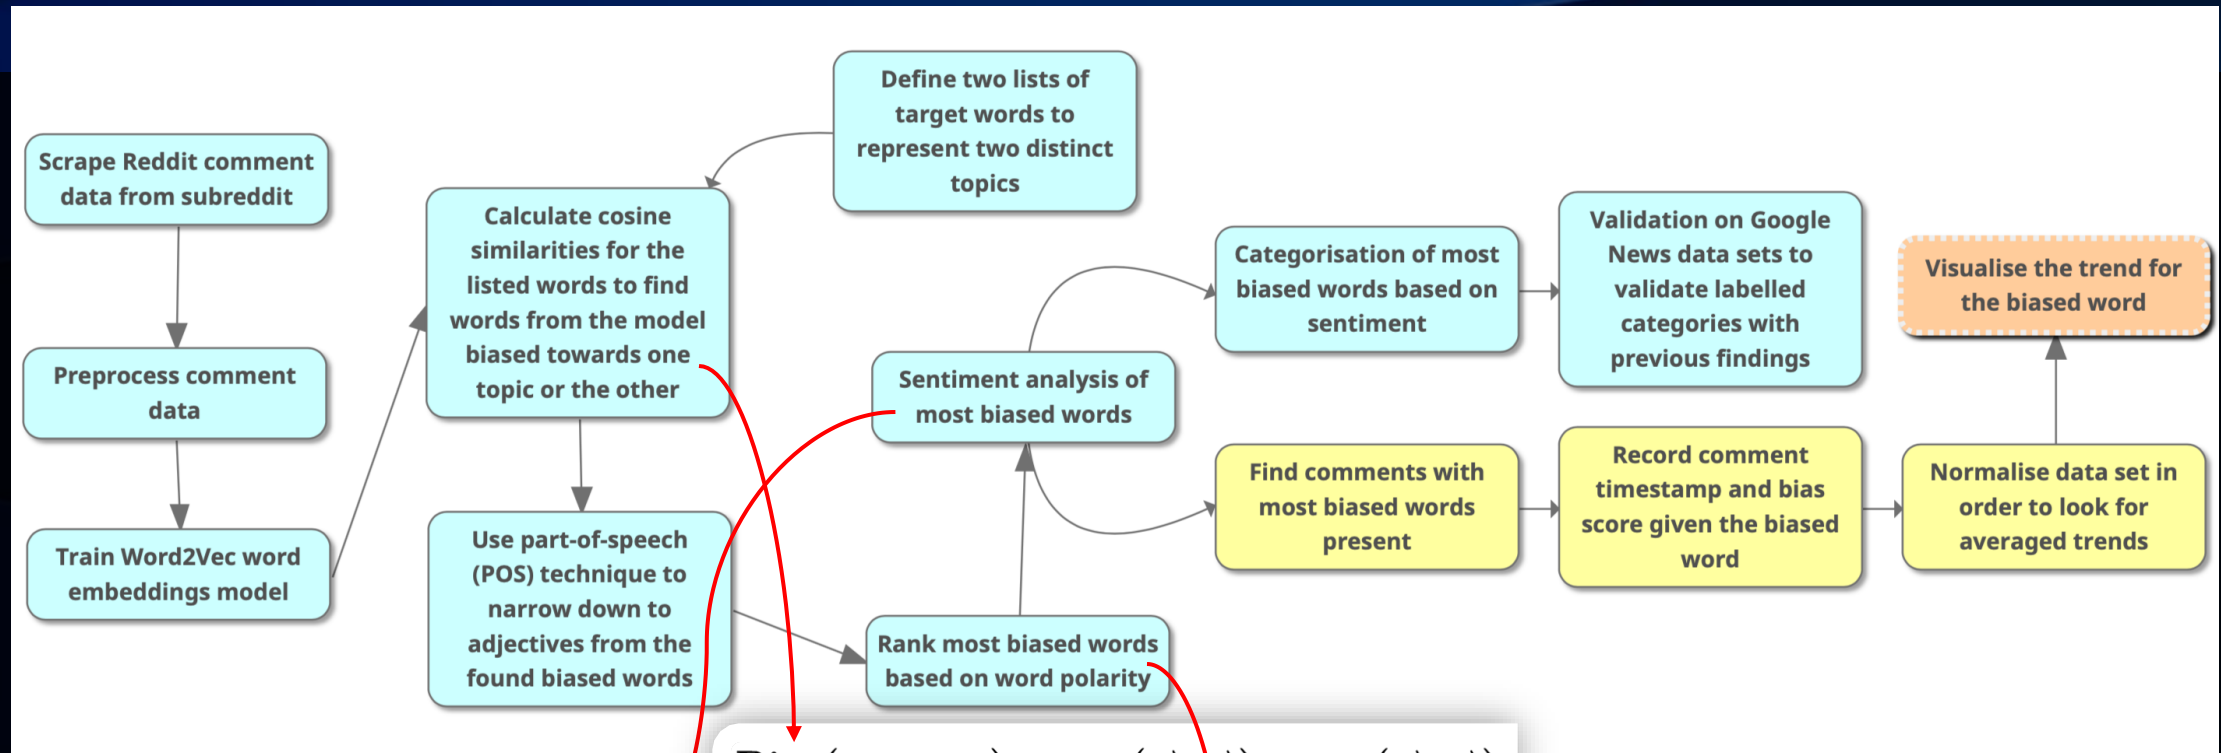 Scrape Reddit comment
data from subreddit
Preprocess comment
data
Train Word2Vec word
embeddings model
Define two lists of
target words to
represent two distinct
topics
Calculate cosine
similarities for the
listed words to find
words from the model
biased towards one
topic or the other
Use part-of-speech
(POS) technique to
narrow down to
adjectives from the
found biased words
Rank most biased words
based on word polarity
Sentiment analysis of
most biased words
Categorisation of most
biased words based on
sentiment
Validation on Google
News data sets to
validate labelled
categories with
previous findings
Find comments with
most biased words
present
Record comment
timestamp and bias
score given the biased
word
Normalise data set in
order to look for
averaged trends
Visualise the trend for
the biased word